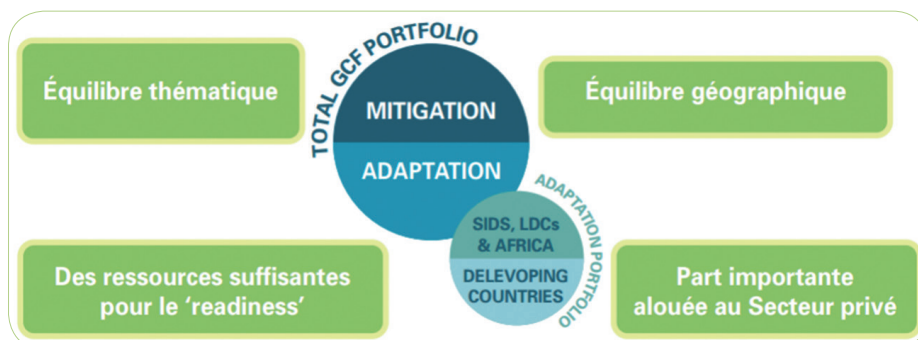 Équilibre thématique
TOTAL GCF PORTFOLIO
MITIGATION
ADAPTATION
Équilibre géographique
ADAPTATION PORTFOLIO
SIDS, LDCs
& AFRICA
DELEVOPING
COUNTRIES
Des ressources suffisantes
pour le ‘readiness’
Part importante
alouée au Secteur privé